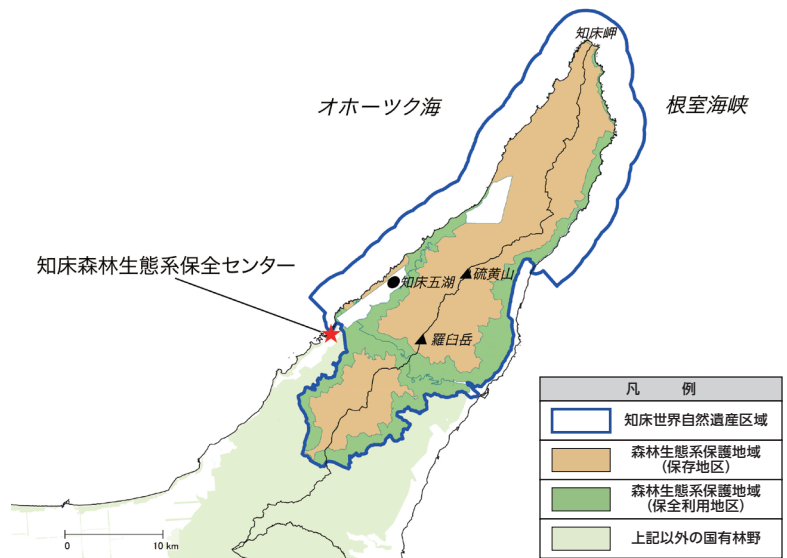 知床岬
オホーツク海
根室海峡
知床森林生態系保全センター
知床五湖
硫黄山
羅臼岳
凡 例
知床世界自然遺産区域
森林生態系保護地域
(保存地区)
森林生態系保護地域
(保全利用地区)
上記以外の国有林野
0 10 km